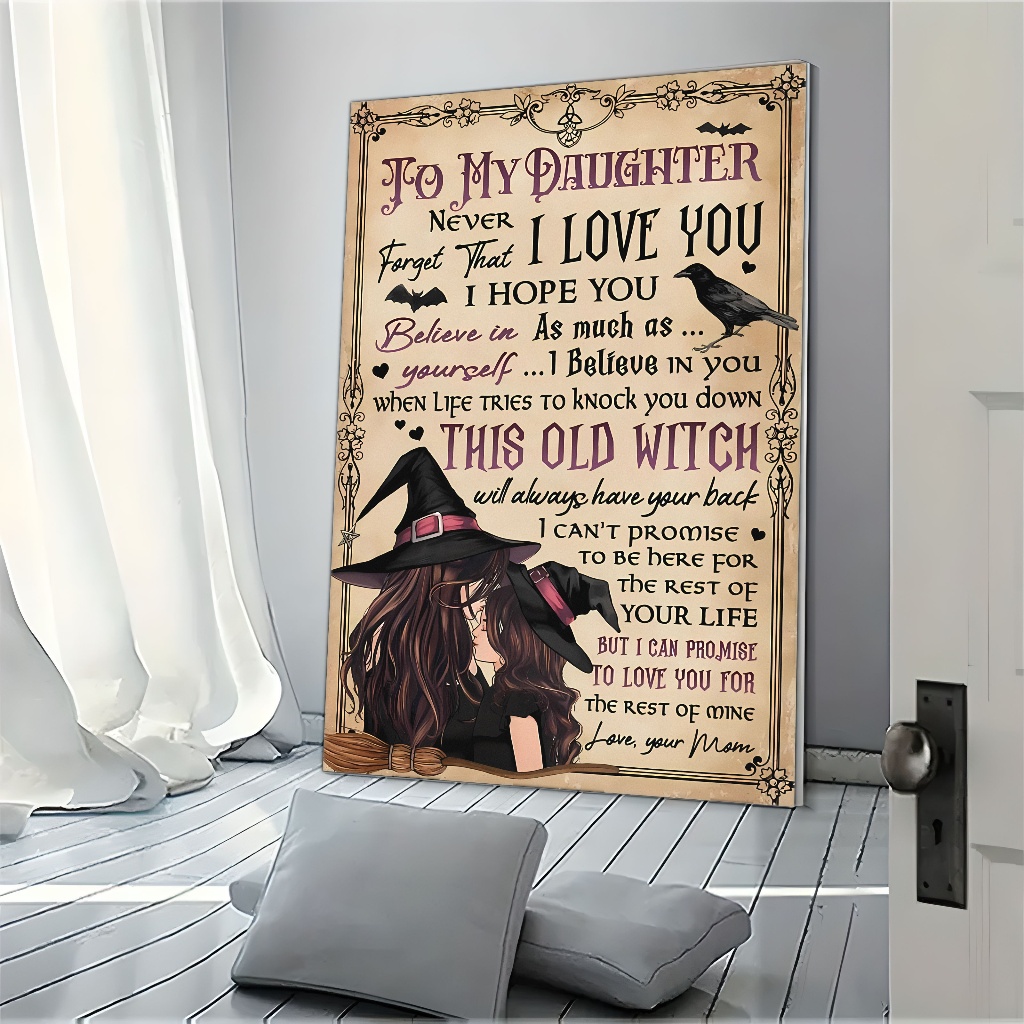 To My Daughter
Never
Forget That I LOVE YOU
I HOPE YOU
Believe in As much as ...
yourself ...I Believe IN YOU
WHEN LIFE TRIES TO KNOCK YOU DOWN
THIS OLD WITCH
will always have your back
I CAN'T PROMISE
TO BE HERE FOR
THE REST OF
YOUR LIFE
BUT I CAN PROMISE
TO LOVE YOU FOR
THE REST OF MINE
Love, your Mom